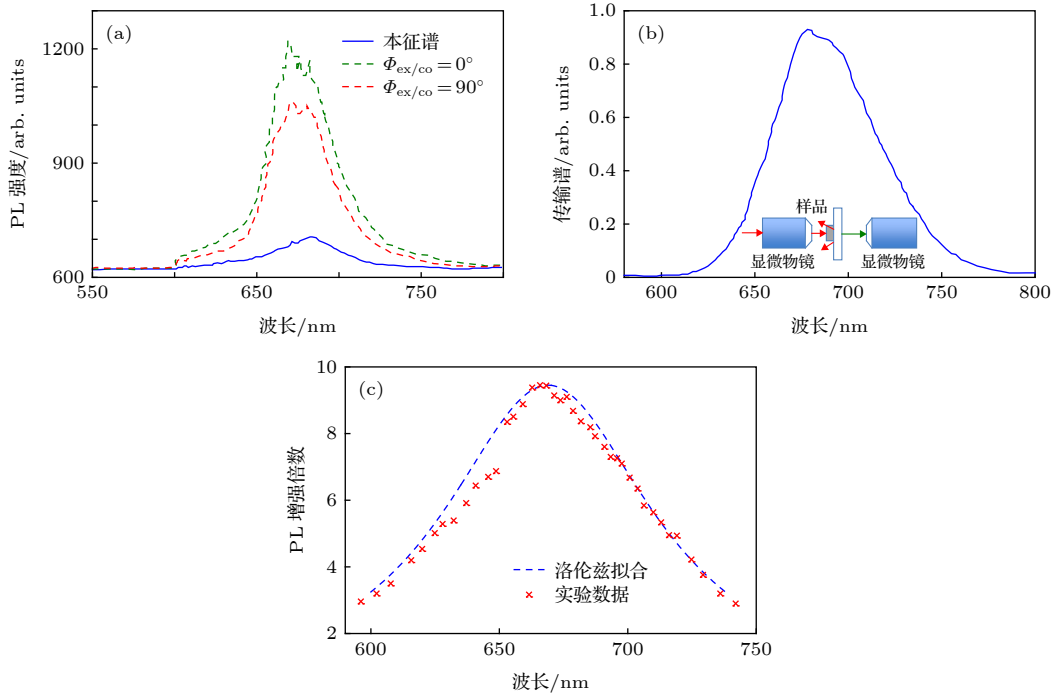 (a)
本征谱
Φex/co = 0°
Φex/co = 90°
PL 强度/arb. units
1200
900
600
550
650
750
波长/nm
(b)
传输谱/arb. units
1.0
0.8
0.6
0.4
0.2
0
样品
显微物镜
显微物镜
600
650
700
750
800
波长/nm
(c)
PL 增强倍数
10
8
6
4
2
洛伦兹拟合
实验数据
600
650
700
750
波长/nm